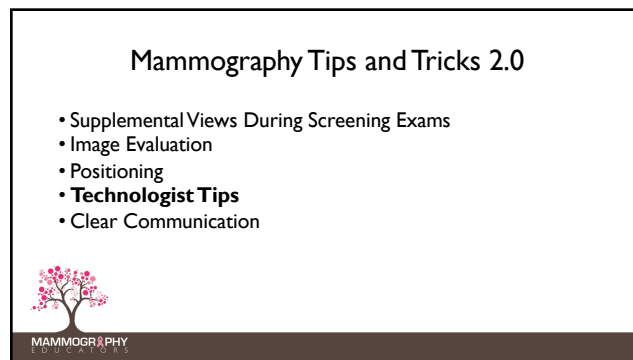 Mammography Tips and Tricks 2.0
• Supplemental Views During Screening Exams
• Image Evaluation
• Positioning
• Technologist Tips
• Clear Communication
MAMMOGRAPHY
EDUCATORS